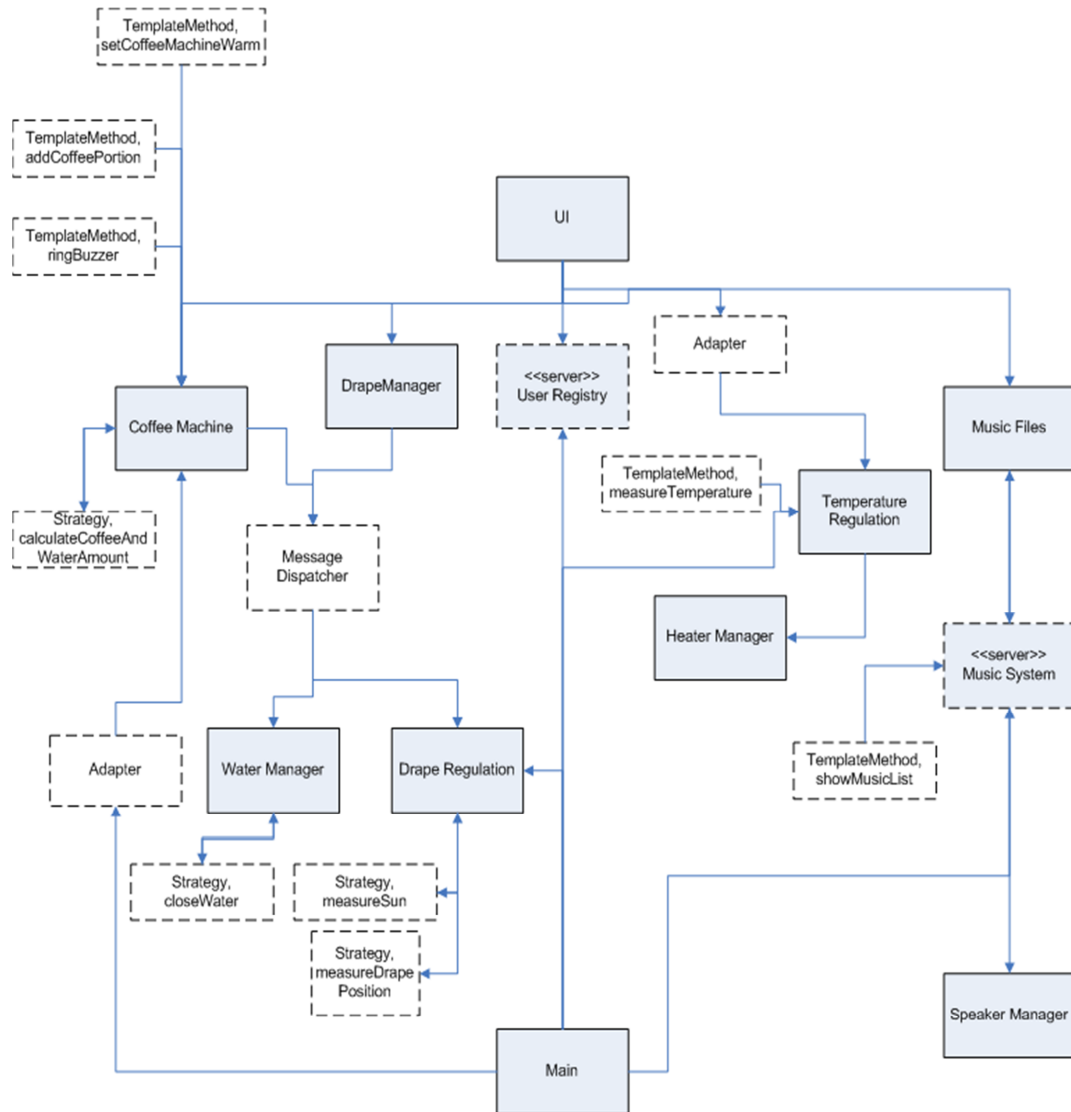 TemplateMethod,
setCoffeeMachineWarm
TemplateMethod,
addCoffeePortion
TemplateMethod,
ringBuzzer
UI
Adapter
DrapeManager
<<server>>
User Registry
Coffee Machine
Music Files
TemplateMethod,
measureTemperature
Temperature
Regulation
Strategy,
calculateCoffeeAnd
WaterAmount
Message
Dispatcher
Heater Manager
<<server>>
Music System
Adapter
Water Manager
Drape Regulation
TemplateMethod,
showMusicList
Strategy,
closeWater
Strategy,
measureSun
Strategy,
measureDrape
Position
Speaker Manager
Main